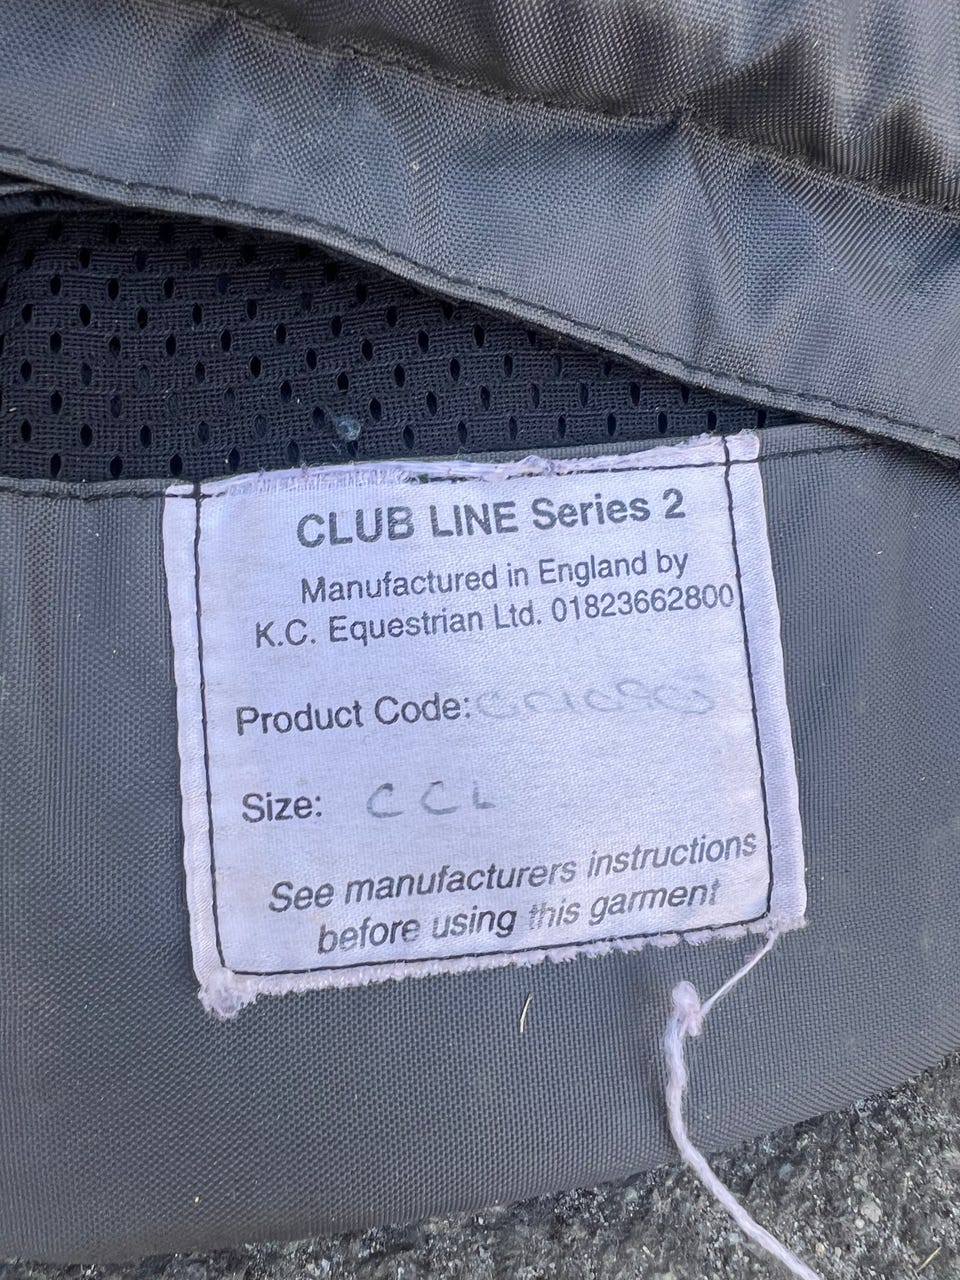 CLUB LINE Series 2
Manufactured in England by
K.C. Equestrian Ltd. 01823662800
Product Code:
Size: CCL
See manufacturers instructions
before using this garment